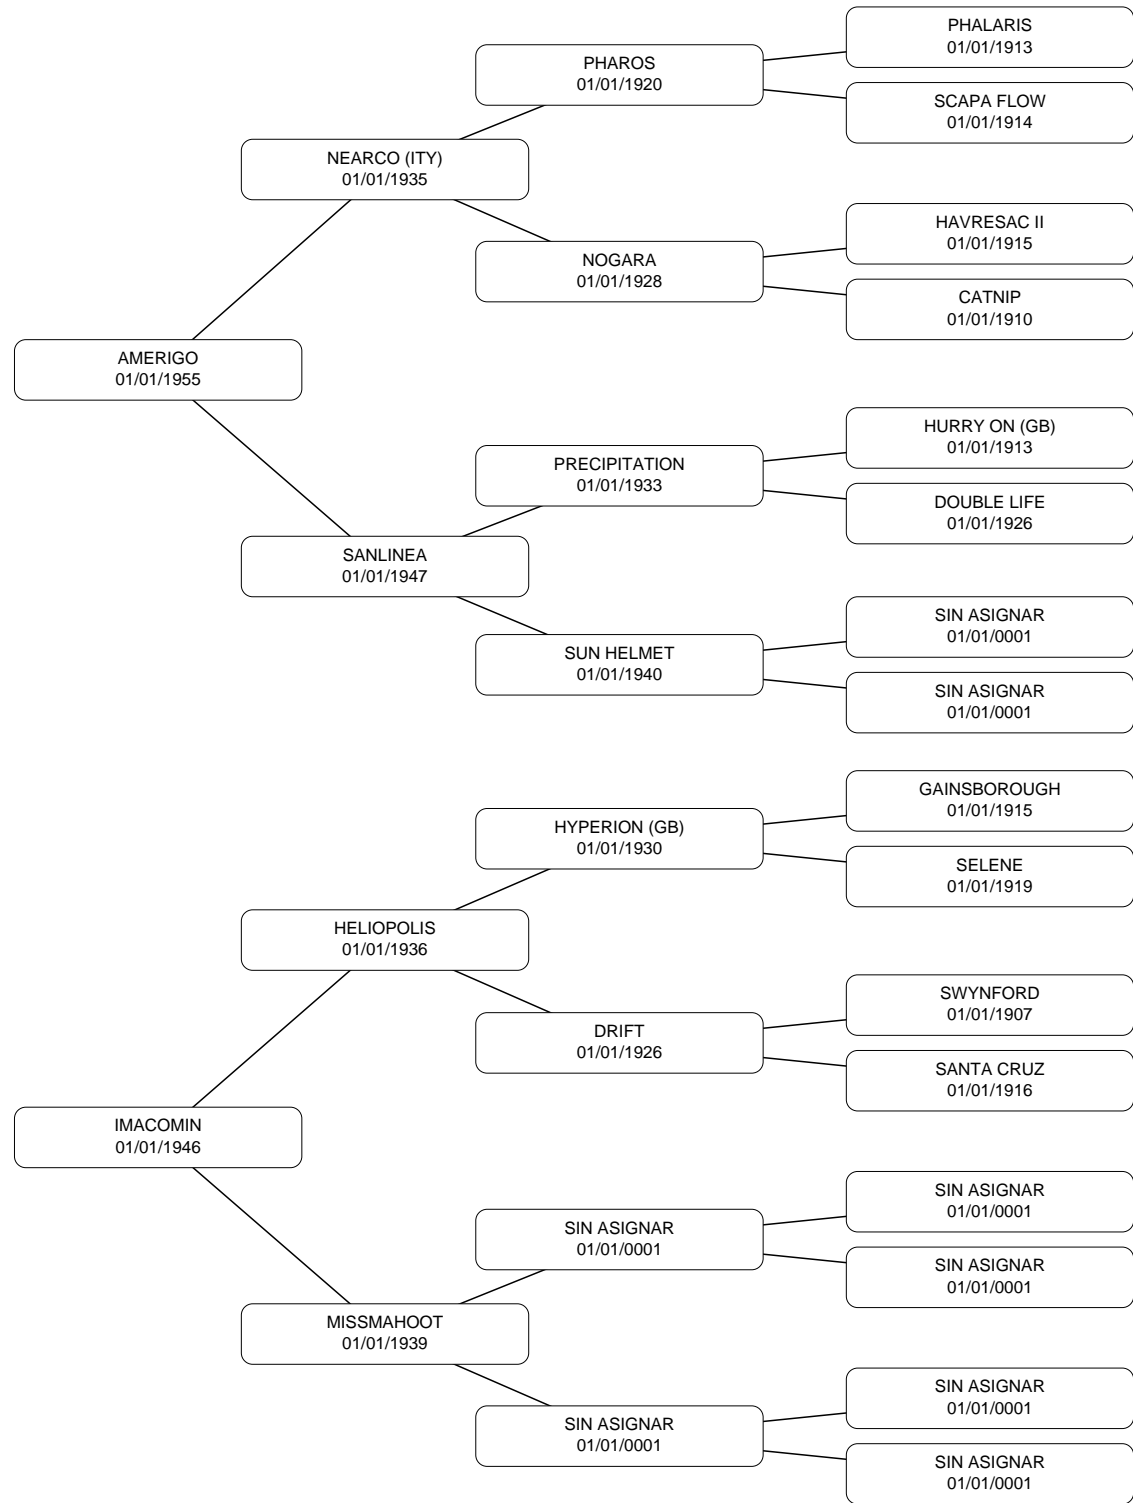 PHALARIS
01/01/1913
PHAROS
01/01/1920
SCAPA FLOW
01/01/1914
NEARCO (ITY)
01/01/1935
HAVRESAC II
01/01/1915
NOGARA
01/01/1928
CATNIP
01/01/1910
AMERIGO
01/01/1955
HURRY ON (GB)
01/01/1913
PRECIPITATION
01/01/1933
DOUBLE LIFE
01/01/1926
SANLINEA
01/01/1947
SIN ASIGNAR
01/01/0001
SUN HELMET
01/01/1940
SIN ASIGNAR
01/01/0001
GAINSBOROUGH
01/01/1915
HYPERION (GB)
01/01/1930
SELENE
01/01/1919
HELIOPOLIS
01/01/1936
SWYNFORD
01/01/1907
DRIFT
01/01/1926
SANTA CRUZ
01/01/1916
IMACOMIN
01/01/1946
SIN ASIGNAR
01/01/0001
SIN ASIGNAR
01/01/0001
SIN ASIGNAR
01/01/0001
MISSMAHOOT
01/01/1939
SIN ASIGNAR
01/01/0001
SIN ASIGNAR
01/01/0001
SIN ASIGNAR
01/01/0001